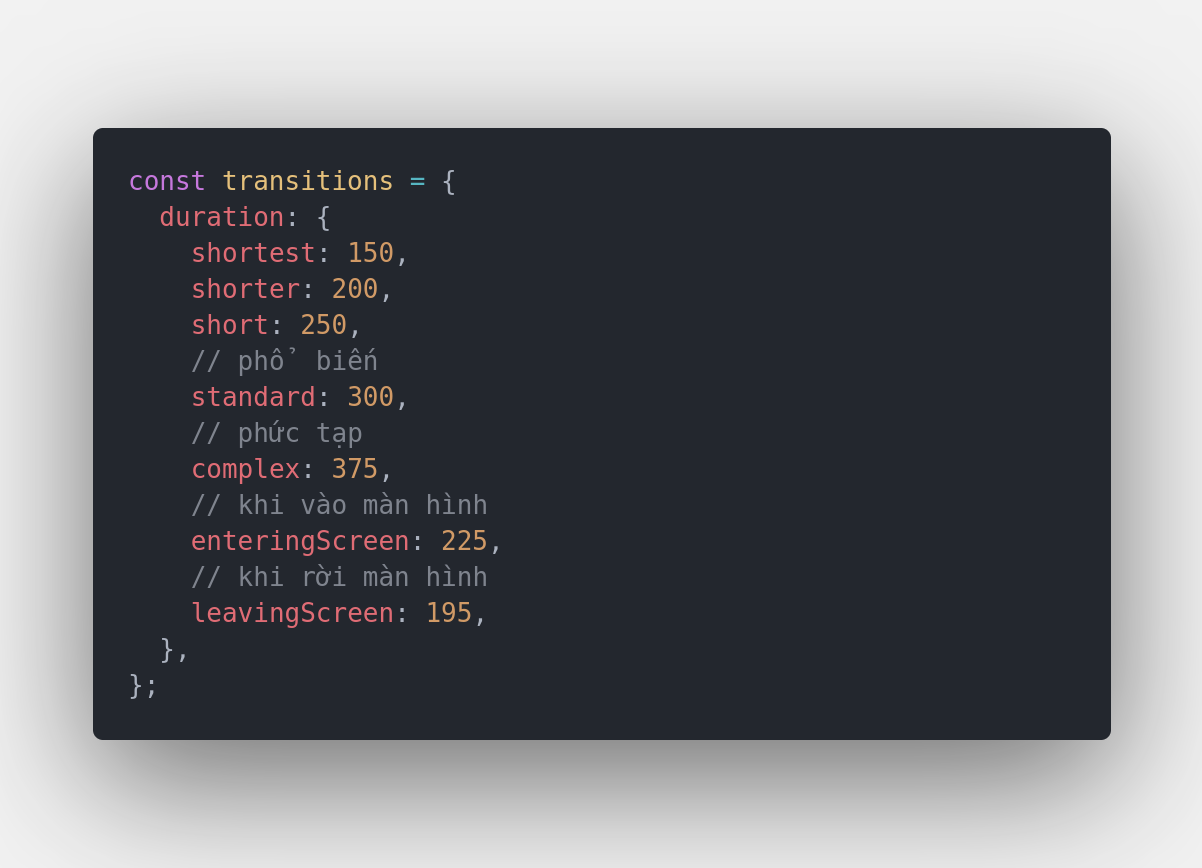 const transitions = {
  duration: {
    shortest: 150,
    shorter: 200,
    short: 250,
    // phổ biến
    standard: 300,
    // phức tạp
    complex: 375,
    // khi vào màn hình
    enteringScreen: 225,
    // khi rời màn hình
    leavingScreen: 195,
  },
};